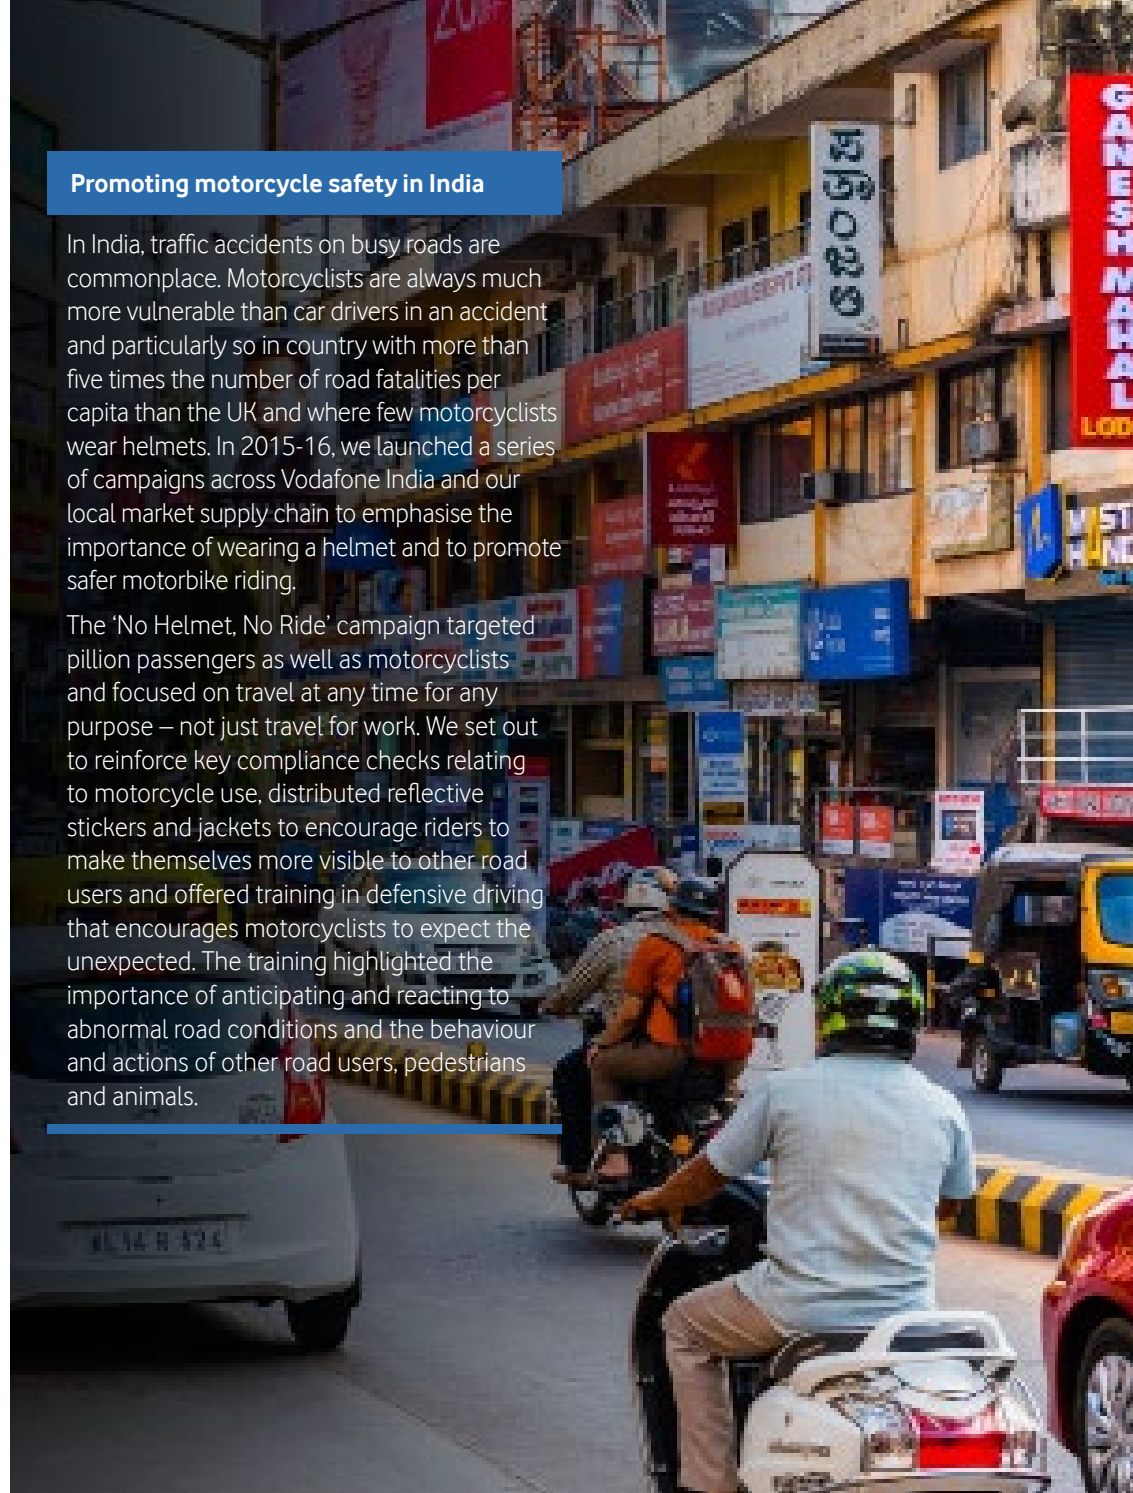 Promoting motorcycle safety in India
In India, traffic accidents on busy roads are
commonplace. Motorcyclists are always much
more vulnerable than car drivers in an accident
and particularly so in country with more than
five times the number of road fatalities per
capita than the UK and where few motorcyclists
wear helmets. In 2015-16, we launched a series
of campaigns across Vodafone India and our
local market supply chain to emphasise the
importance of wearing a helmet and to promote
safer motorbike riding.
The ‘No Helmet, No Ride’ campaign targeted
pillion passengers as well as motorcyclists
and focused on travel at any time for any
purpose – not just travel for work. We set out
to reinforce key compliance checks relating
to motorcycle use, distributed reflective
stickers and jackets to encourage riders to
make themselves more visible to other road
users and offered training in defensive driving
that encourages motorcyclists to expect the
unexpected. The training highlighted the
importance of anticipating and reacting to
abnormal road conditions and the behaviour
and actions of other road users, pedestrians
and animals.
GANESH MAHAL